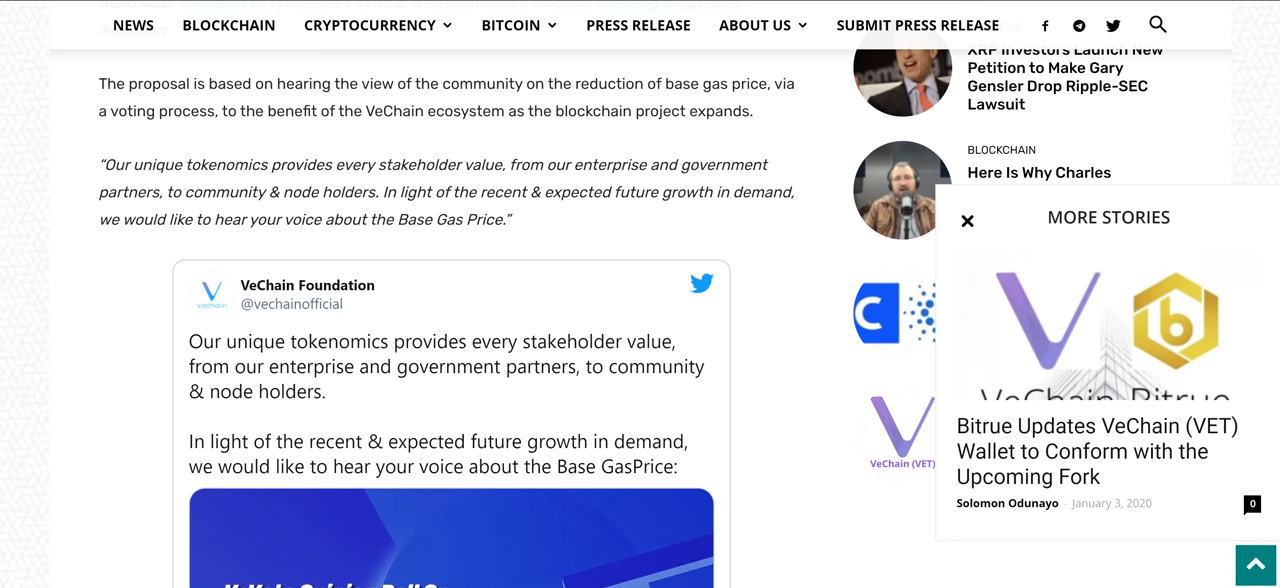 NEWS BLOCKCHAIN CRYPTOCURRENCY BITCOIN PRESS RELEASE ABOUT US SUBMIT PRESS RELEASE
The proposal is based on hearing the view of the community on the reduction of base gas price, via
a voting process, to the benefit of the VeChain ecosystem as the blockchain project expands.
“Our unique tokenomics provides every stakeholder value, from our enterprise and government
partners, to community & node holders. In light of the recent & expected future growth in demand,
we would like to hear your voice about the Base Gas Price.”
VeChain Foundation
@vechainofficial
vechain
Our unique tokenomics provides every stakeholder value,
from our enterprise and government partners, to community
& node holders.
In light of the recent & expected future growth in demand,
we would like to hear your voice about the Base GasPrice:
XRP Investors Launch New
Petition to Make Gary
Gensler Drop Ripple-SEC
Lawsuit
BLOCKCHAIN
Here Is Why Charles
C
VeChain (VET)
MORE STORIES
b
VeChain Bitrue
Bitrue Updates VeChain (VET)
Wallet to Conform with the
Upcoming Fork
Solomon Odunayo - January 3, 2020
0